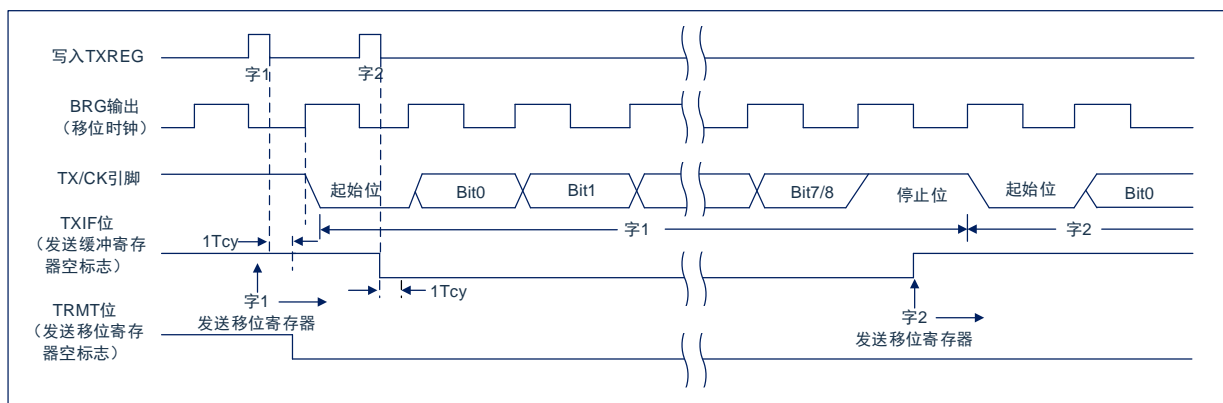 写入TXREG
字1
字2
BRG输出
（移位时钟）
TX/CK引脚
起始位
Bit0
Bit1
Bit7/8
停止位
起始位
Bit0
TXIF位
（发送缓冲寄存
器空标志）
1Tcy
字1
字2
1Tcy
字1
发送移位寄存器
字2
发送移位寄存器
TRMT位
（发送移位寄存
器空标志）